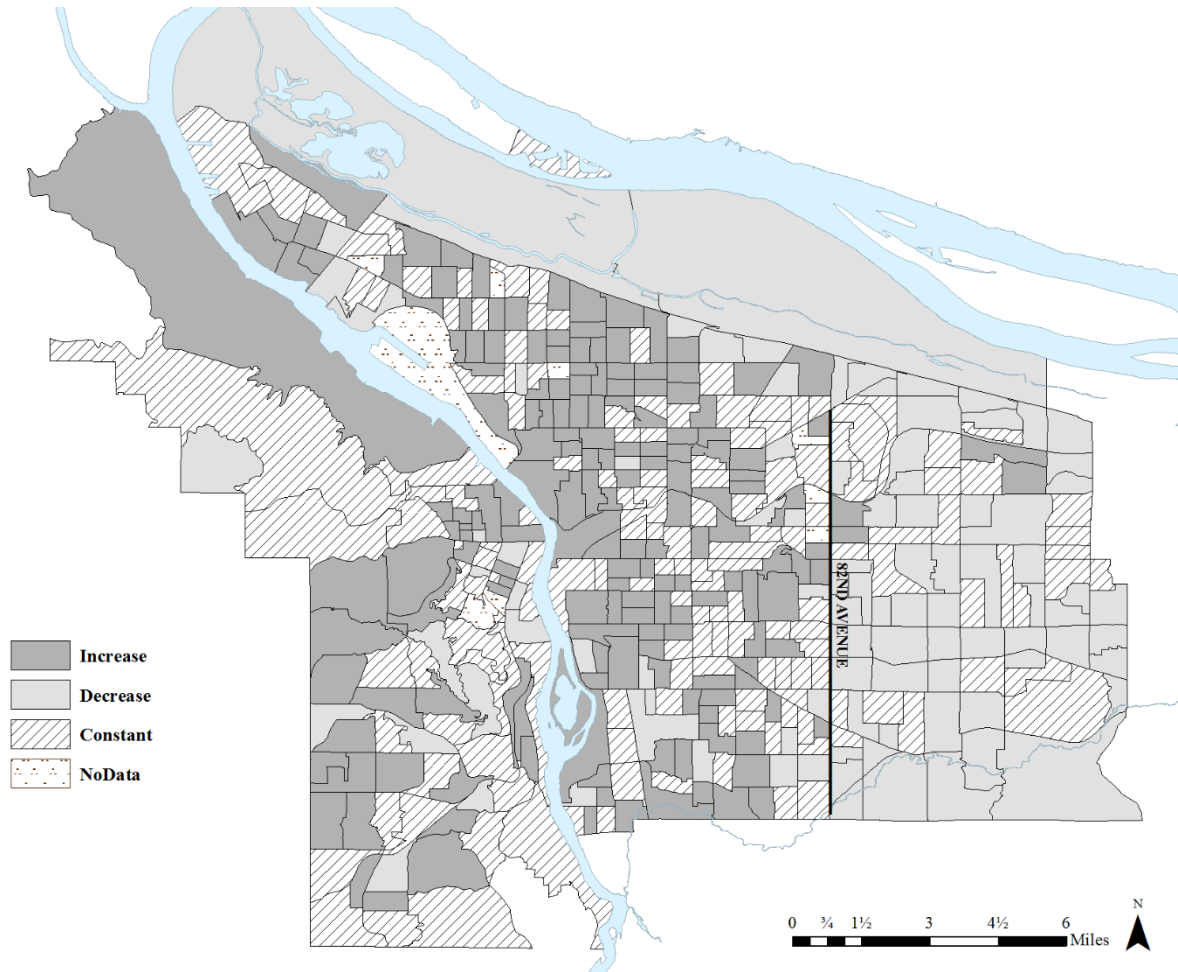 82ND AVENUE
Increase
Decrease
Constant
NoData
N
0 ¾ 1½ 3 4½ 6
Miles